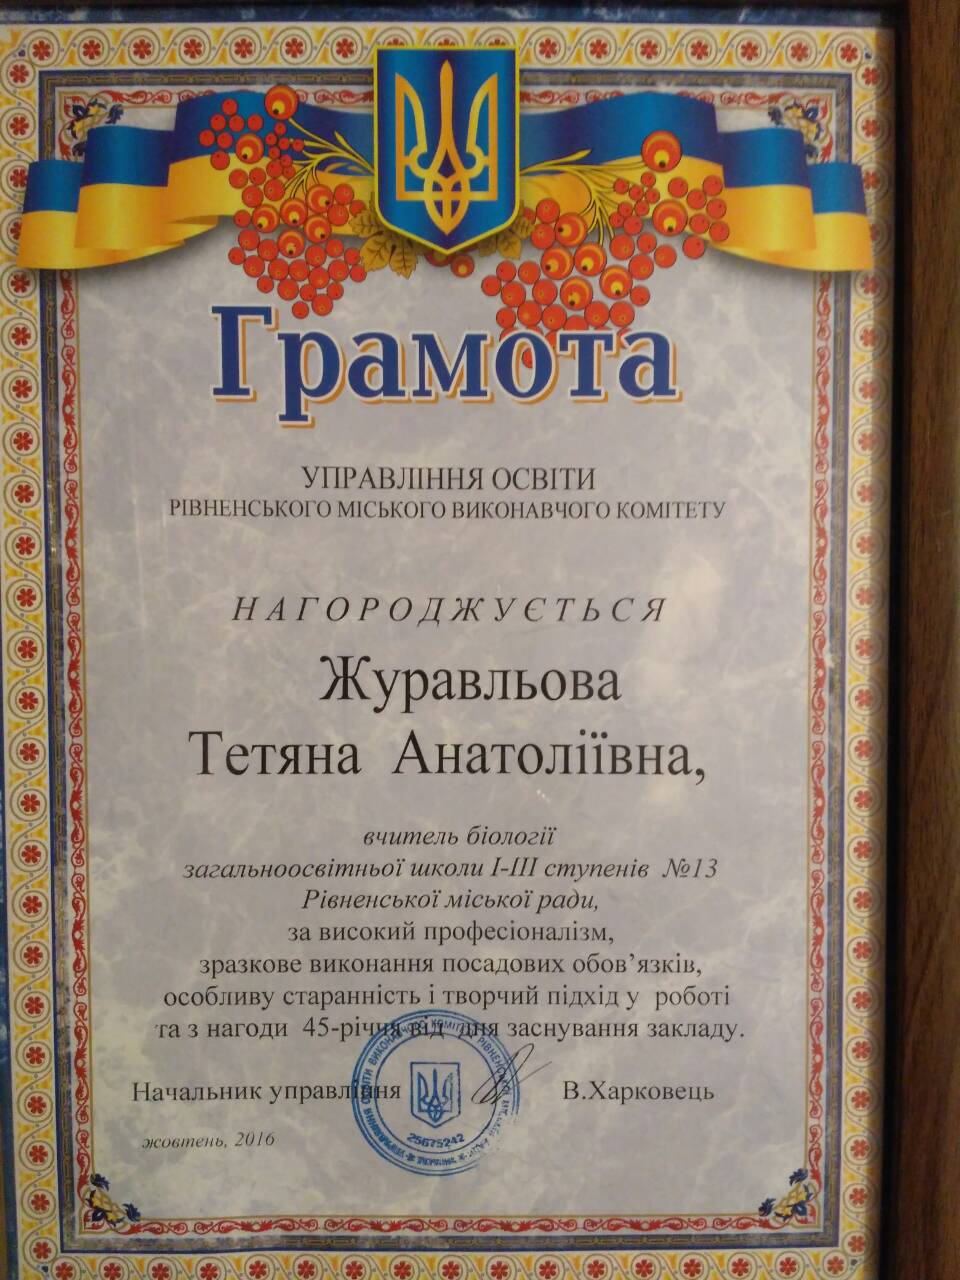 Грамота
УПРАВЛІННЯ ОСВІТИ
РІВНЕНСЬКОГО МІСЬКОГО ВИКОНАВЧОГО КОМІТЕТУ
НАГОРОДЖУЄТЬСЯ
Журавльова
Тетяна Анатоліївна,
вчитель біології
загальноосвітньої школи І-ІІІ ступенів №13
Рівненської міської ради,
за високий професіоналізм,
зразкове виконання посадових обов’язків,
особливу старанність і творчий підхід у роботі
та з нагоди 45-річчя від дня заснування закладу.
Начальник управління В.Харковець
25675242
жовтень, 2016